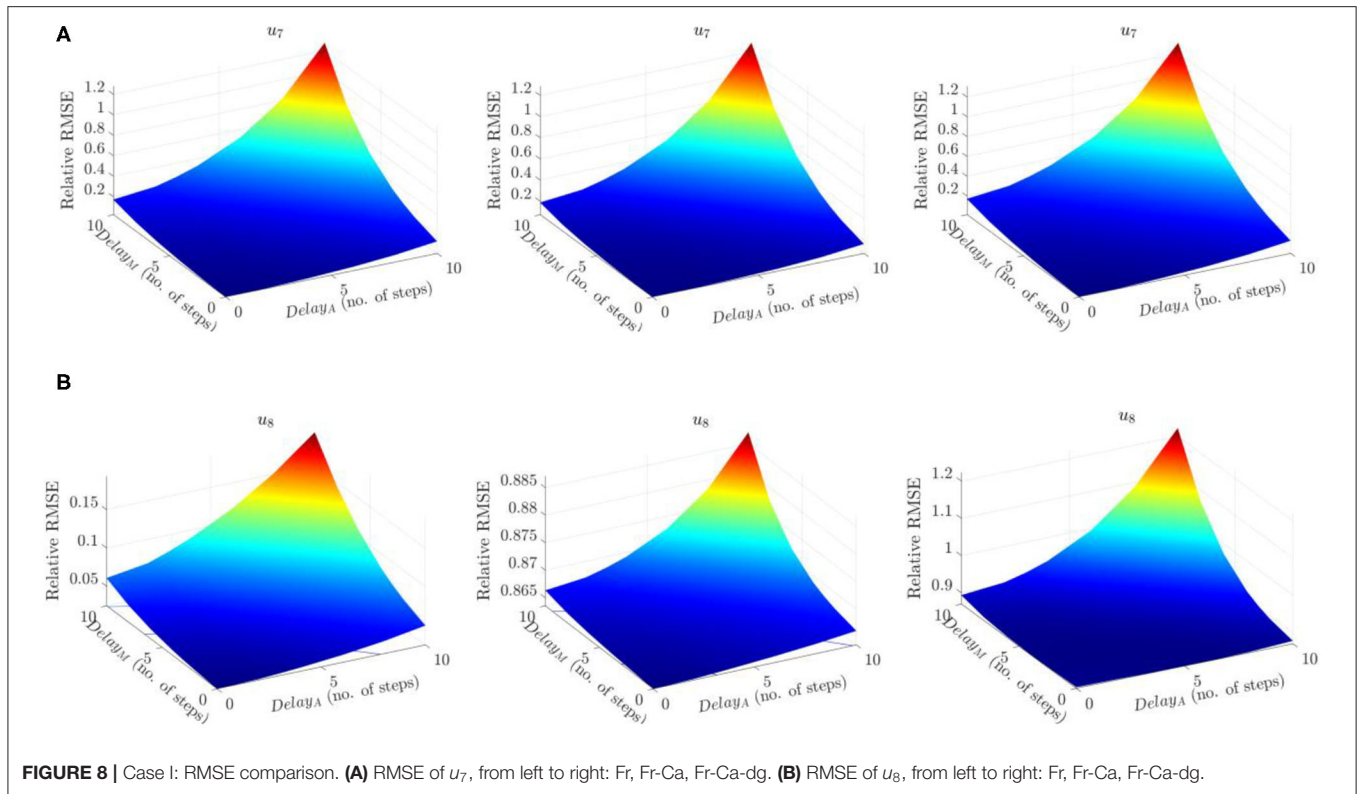 A
u7 u7 u7
Relative RMSE
1.2
1
0.8
0.6
0.4
0.2
10
5
0
DelayM (no. of steps)
0
5
10
DelayA (no. of steps)
Relative RMSE
1.2
1
0.8
0.6
0.4
0.2
10
5
0
DelayM (no. of steps)
0
5
10
DelayA (no. of steps)
Relative RMSE
1.2
1
0.8
0.6
0.4
0.2
10
5
0
DelayM (no. of steps)
0
5
10
DelayA (no. of steps)
B
u8 u8 u8
Relative RMSE
0.15
0.1
0.05
10
5
0
DelayM (no. of steps)
0
5
10
DelayA (no. of steps)
Relative RMSE
0.885
0.88
0.875
0.87
0.865
10
5
0
DelayM (no. of steps)
0
5
10
DelayA (no. of steps)
Relative RMSE
1.2
1.1
1
0.9
10
5
0
DelayM (no. of steps)
0
5
10
DelayA (no. of steps)
FIGURE 8 | Case I: RMSE comparison. (A) RMSE of u7, from left to right: Fr, Fr-Ca, Fr-Ca-dg. (B) RMSE of u8, from left to right: Fr, Fr-Ca, Fr-Ca-dg.